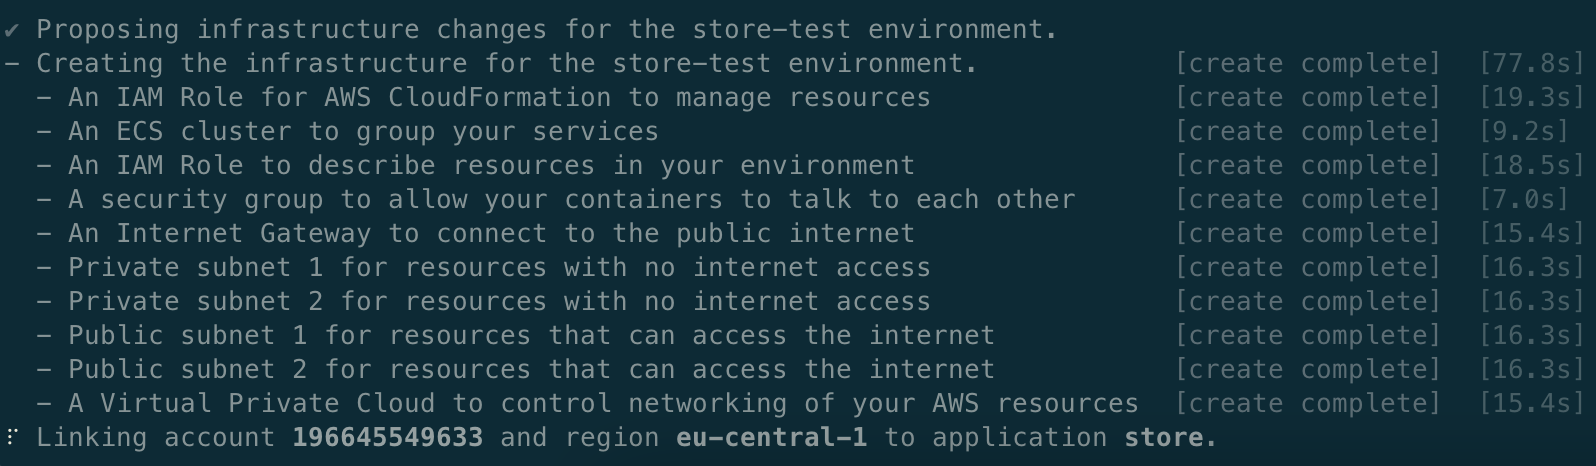 ✔ Proposing infrastructure changes for the store-test environment.
– Creating the infrastructure for the store-test environment. [create complete] [77.8s]
– An IAM Role for AWS CloudFormation to manage resources [create complete] [19.3s]
– An ECS cluster to group your services [create complete] [9.2s]
– An IAM Role to describe resources in your environment [create complete] [18.5s]
– A security group to allow your containers to talk to each other [create complete] [7.0s]
– An Internet Gateway to connect to the public internet [create complete] [15.4s]
– Private subnet 1 for resources with no internet access [create complete] [16.3s]
– Private subnet 2 for resources with no internet access [create complete] [16.3s]
– Public subnet 1 for resources that can access the internet [create complete] [16.3s]
– Public subnet 2 for resources that can access the internet [create complete] [16.3s]
– A Virtual Private Cloud to control networking of your AWS resources [create complete] [15.4s]
Linking account 196645549633 and region eu-central-1 to application store.